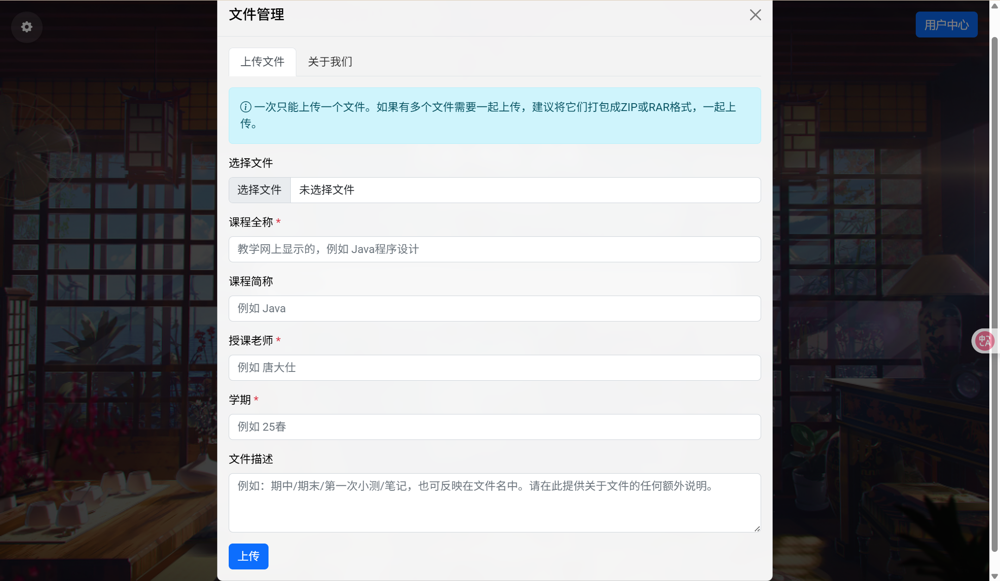 文件管理
用户中心
上传文件
关于我们
一次只能上传一个文件。如果有多个文件需要一起上传，建议将它们打包成ZIP或RAR格式，一起上
传。
选择文件
选择文件 未选择文件
课程全称 *
教学网上显示的，例如 Java程序设计
课程简称
例如 Java
授课老师 *
例如 唐大仕
学期 *
例如 25春
文件描述
例如：期中/期末/第一次小测/笔记，也可反映在文件名中。请在此提供关于文件的任何额外说明。
上传
中A